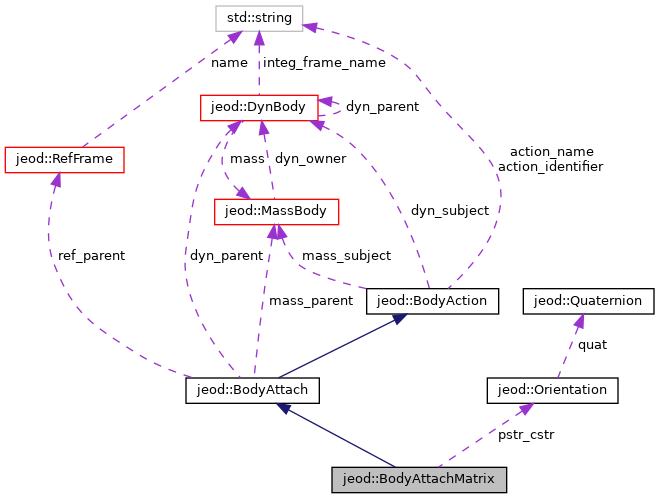 std::string
name
integ_frame_name
jeod::DynBody
dyn_parent
jeod::RefFrame
mass
dyn_owner
action_name
action_identifier
jeod::MassBody
dyn_subject
ref_parent
dyn_parent
mass_subject
mass_parent
jeod::BodyAction
jeod::Quaternion
quat
jeod::BodyAttach
jeod::Orientation
pstr_cstr
jeod::BodyAttachMatrix